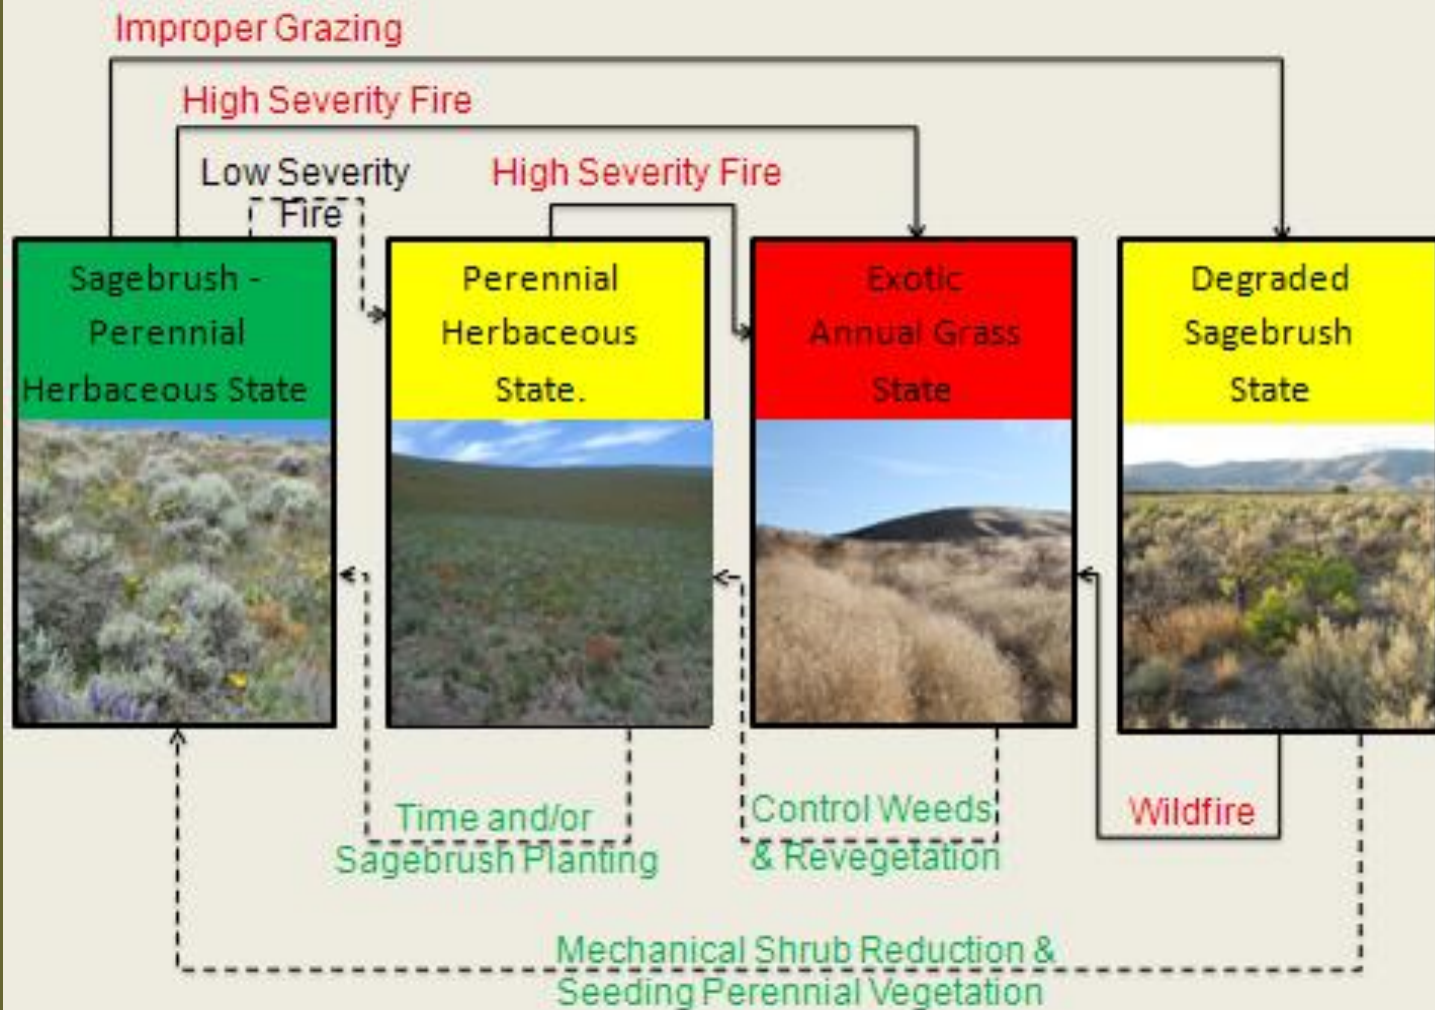 Improper Grazing
High Severity Fire
Low Severity
Fire
High Severity Fire
Sagebrush -
Perennial
Herbaceous State
Perennial
Herbaceous
State.
Exotic
Annual Grass
State
Degraded
Sagebrush
State
Time and/or
Sagebrush Planting
Control Weeds
& Revegetation
Wildfire
Mechanical Shrub Reduction &
Seeding Perennial Vegetation